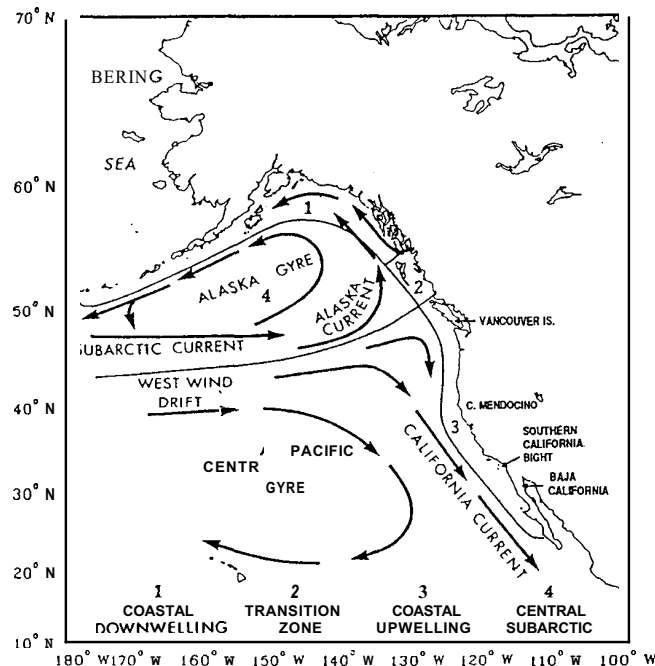 70° N
BERING
SEA
60° N
1
ALASKA GYRE
4
ALASKA
CURRENT
2
50° N
VANCOUVER IS.
SUBARCTIC CURRENT
WEST WIND
DRIFT
40° N
C. MENDOCINO
3
SOUTHERN
CALIFORNIA
BIGHT
BAJA
CALIFORNIA
CALIFORNIA CURRENT
PACIFIC
CENTR
GYRE
30° N
20° N
1 2 3 4
COASTAL TRANSITION COASTAL CENTRAL
DOWNWELLING ZONE UPWELLING SUBARCTIC
10° N
180° W 170° W 160° W 150° W 140° W 130° W 120° W 110° W 100° W